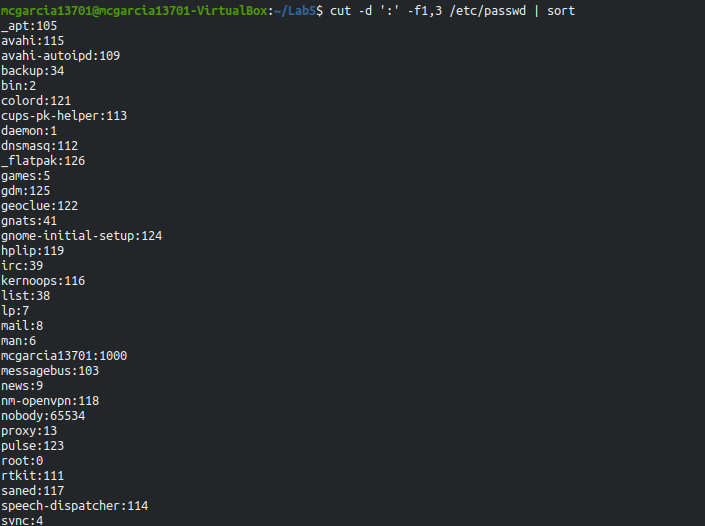 mcgarcia13701@mcgarcia13701-VirtualBox:~/Lab5$ cut -d ':' -f1,3 /etc/passwd | sort
_apt:105
avahi:115
avahi-autoipd:109
backup:34
bin:2
colord:121
cups-pk-helper:113
daemon:1
dnsmasq:112
_flatpak:126
games:5
gdm:125
geoclue:122
gnats:41
gnome-initial-setup:124
hplip:119
irc:39
kernoops:116
list:38
lp:7
mail:8
man:6
mcgarcia13701:1000
messagebus:103
news:9
nm-openvpn:118
nobody:65534
proxy:13
pulse:123
root:0
rtkit:111
saned:117
speech-dispatcher:114
sync:4